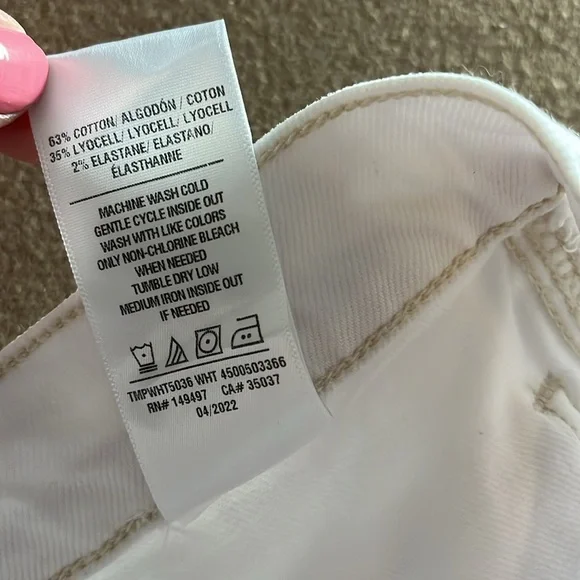 63% COTTON/ ALGODÓN/ COTON
35% LYOCELL/ LYOCELL/ LYOCELL
2% ELASTANE/ ELASTANO/
ÉLASTHANNE
MACHINE WASH COLD
GENTLE CYCLE INSIDE OUT
WASH WITH LIKE COLORS
ONLY NON-CHLORINE BLEACH
WHEN NEEDED
TUMBLE DRY LOW
MEDIUM IRON INSIDE OUT
IF NEEDED
TMPWHT5036 WHT 4500503366
RN# 149497 CA# 35037
04/2022